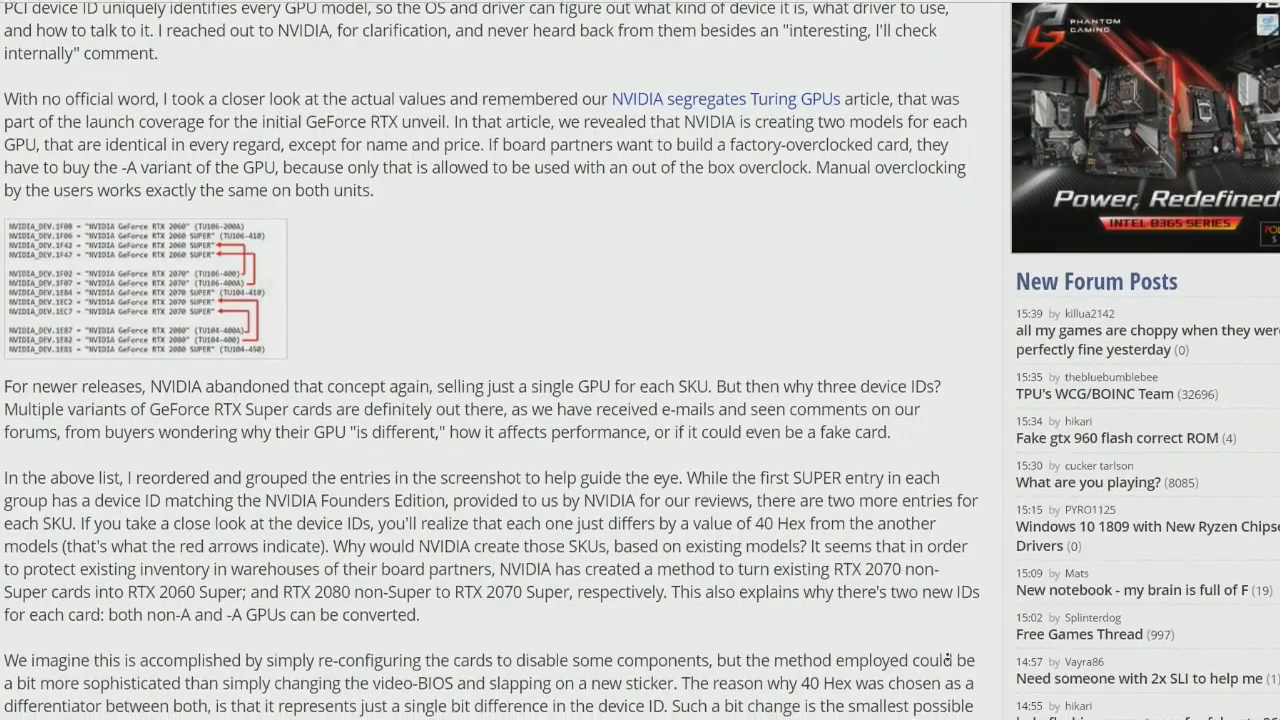 PCI device ID uniquely identifies every GPU model, so the OS and driver can figure out what kind of device it is, what driver to use,
and how to talk to it. I reached out to NVIDIA, for clarification, and never heard back from them besides an "interesting, I'll check
internally" comment.
With no official word, I took a closer look at the actual values and remembered our NVIDIA segregates Turing GPUs article, that was
part of the launch coverage for the initial GeForce RTX unveil. In that article, we revealed that NVIDIA is creating two models for each
GPU, that are identical in every regard, except for name and price. If board partners want to build a factory-overclocked card, they
have to buy the -A variant of the GPU, because only that is allowed to be used with an out of the box overclock. Manual overclocking
by the users works exactly the same on both units.
NVIDIA_DEV.1F08 = "NVIDIA GeForce RTX 2060" (TU106-200A)
NVIDIA_DEV.1F06 = "NVIDIA GeForce RTX 2060 SUPER" (TU106-410)
NVIDIA_DEV.1F42 = "NVIDIA GeForce RTX 2060 SUPER"
NVIDIA_DEV.1F47 = "NVIDIA GeForce RTX 2060 SUPER"
NVIDIA_DEV.1F02 = "NVIDIA GeForce RTX 2070" (TU106-400)
NVIDIA_DEV.1F07 = "NVIDIA GeForce RTX 2070" (TU106-400A)
NVIDIA_DEV.1E84 = "NVIDIA GeForce RTX 2070 SUPER" (TU104-410)
NVIDIA_DEV.1EC2 = "NVIDIA GeForce RTX 2070 SUPER"
NVIDIA_DEV.1EC7 = "NVIDIA GeForce RTX 2070 SUPER"
NVIDIA_DEV.1E87 = "NVIDIA GeForce RTX 2080" (TU104-400A)
NVIDIA_DEV.1E82 = "NVIDIA GeForce RTX 2080" (TU104-400)
NVIDIA_DEV.1E81 = "NVIDIA GeForce RTX 2080 SUPER" (TU104-450)
For newer releases, NVIDIA abandoned that concept again, selling just a single GPU for each SKU. But then why three device IDs?
Multiple variants of GeForce RTX Super cards are definitely out there, as we have received e-mails and seen comments on our
forums, from buyers wondering why their GPU "is different," how it affects performance, or if it could even be a fake card.
In the above list, I reordered and grouped the entries in the screenshot to help guide the eye. While the first SUPER entry in each
group has a device ID matching the NVIDIA Founders Edition, provided to us by NVIDIA for our reviews, there are two more entries for
each SKU. If you take a close look at the device IDs, you'll realize that each one just differs by a value of 40 Hex from the another
models (that's what the red arrows indicate). Why would NVIDIA create those SKUs, based on existing models? It seems that in order
to protect existing inventory in warehouses of their board partners, NVIDIA has created a method to turn existing RTX 2070 non-
Super cards into RTX 2060 Super; and RTX 2080 non-Super to RTX 2070 Super, respectively. This also explains why there's two new IDs
for each card: both non-A and -A GPUs can be converted.
We imagine this is accomplished by simply re-configuring the cards to disable some components, but the method employed could be
a bit more sophisticated than simply changing the video-BIOS and slapping on a new sticker. The reason why 40 Hex was chosen as a
differentiator between both, is that it represents just a single bit difference in the device ID. Such a bit change is the smallest possible
PHANTOM
GAMING
Power, Redefined.
INTEL B365 SERIES
New Forum Posts
15:39 by killua2142
all my games are choppy when they were
perfectly fine yesterday (0)
15:35 by thebluebumblebee
TPU's WCG/BOINC Team (32696)
15:34 by hikari
Fake gtx 960 flash correct ROM (4)
15:30 by cucker tarlson
What are you playing? (8085)
15:15 by PYRO1125
Windows 10 1809 with New Ryzen Chips
Drivers (0)
15:09 by Mats
New notebook - my brain is full of F (19)
15:02 by Splinterdog
Free Games Thread (997)
14:57 by Vayra86
Need someone with 2x SLI to help me (1)
14:55 by hikari